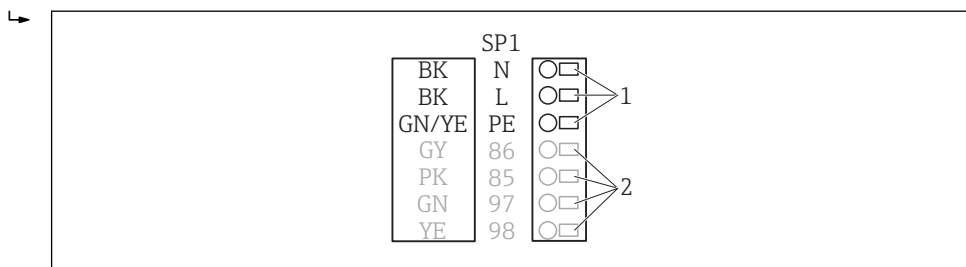 SP1
BK N
BK L
GN/YE PE
GY 86
PK 85
GN 97
YE 98
1
2